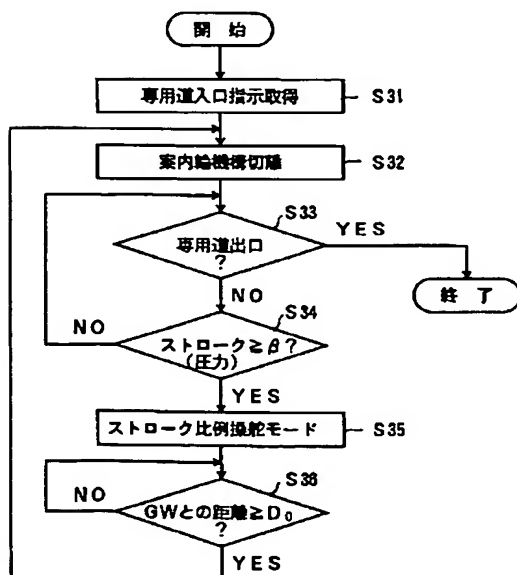 開 始
専用道入口指示取得
S31
案内輪機構切離
S32
S33
専用道出口
?
YES
NO
終 了
S34
NO
ストローク≧β?
(圧力)
YES
ストローク比例操舵モード
S35
S36
NO
GWとの距離≧D₀
?
YES